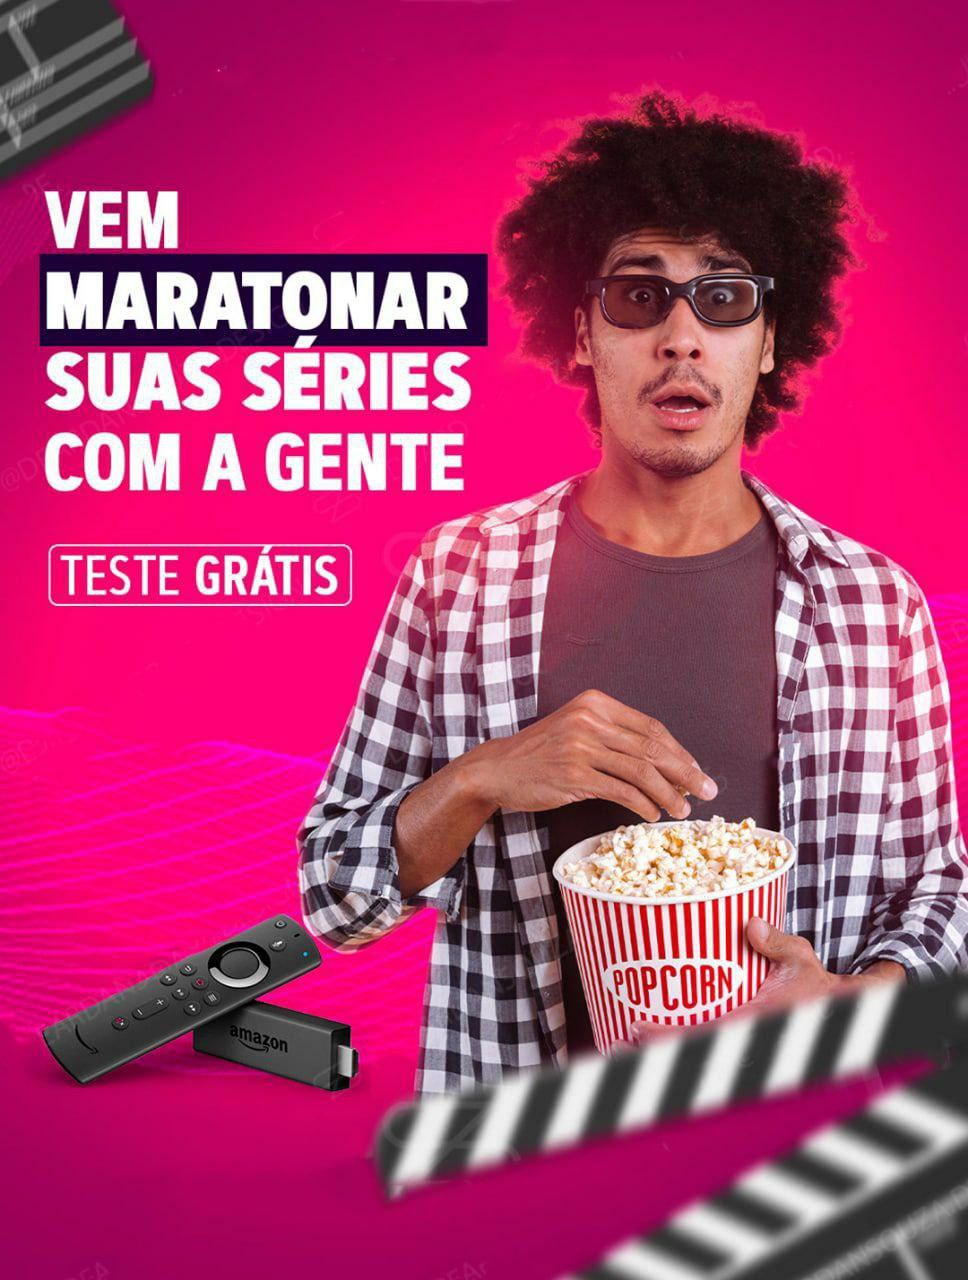 VEM
MARATONAR
SUAS SÉRIES
COM A GENTE
TESTE GRÁTIS
POPCORN
amazon